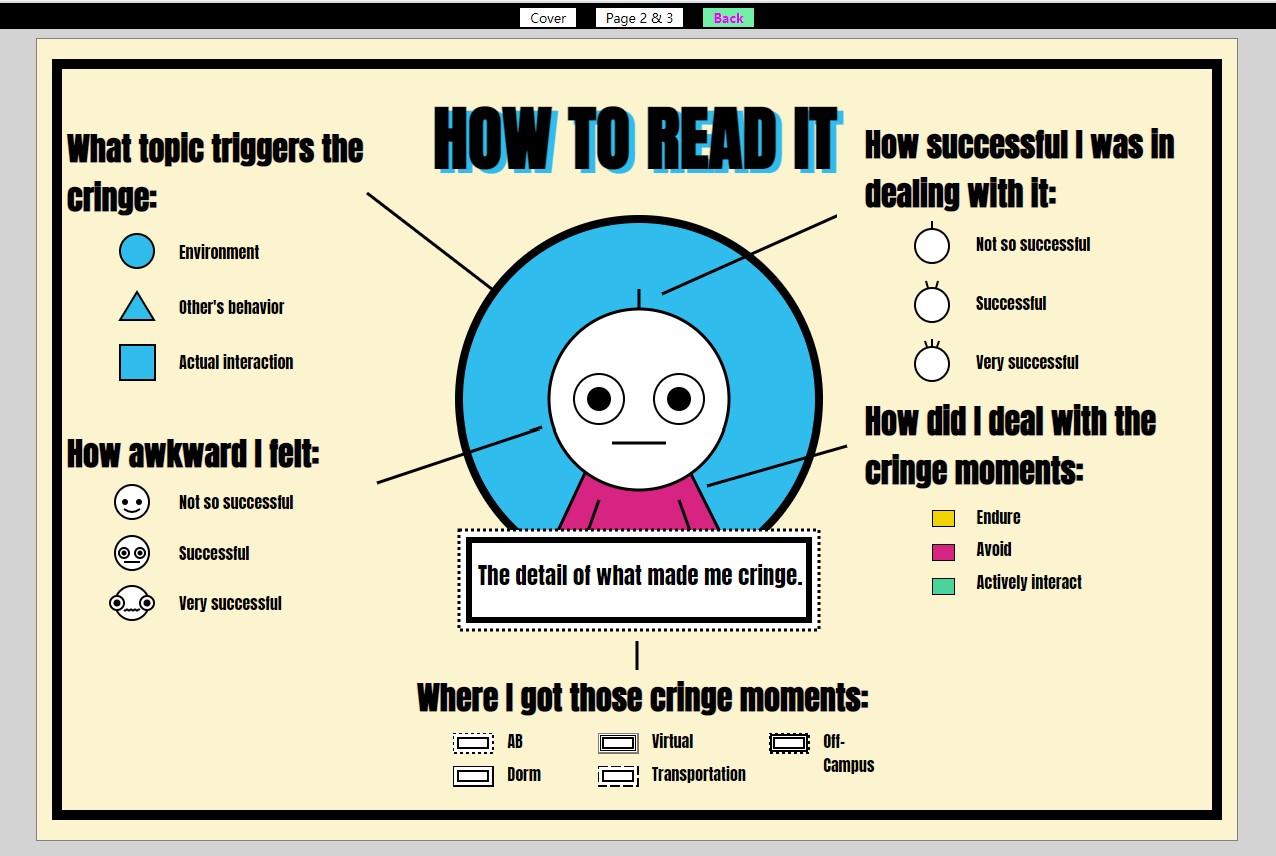 Cover
Page 2 & 3
Back
HOW TO READ IT
What topic triggers the
cringe:
Environment
Other's behavior
Actual interaction
How awkward I felt:
Not so successful
Successful
Very successful
How successful I was in
dealing with it:
Not so successful
Successful
Very successful
How did I deal with the
cringe moments:
Endure
Avoid
Actively interact
The detail of what made me cringe.
Where I got those cringe moments:
AB
Virtual
Off-
Campus
Dorm
Transportation